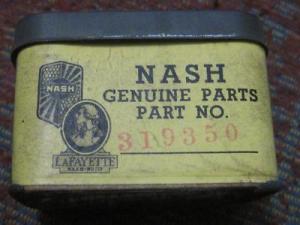 NASH
GENUINE PARTS
PART NO.
319350
NASH
LAFAYETTE